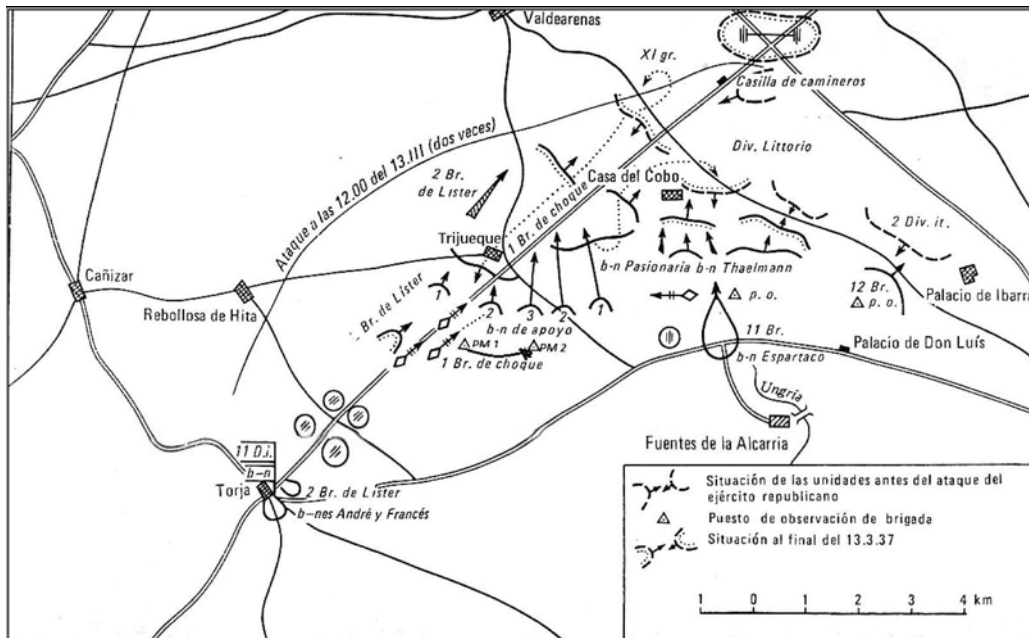 Valdearenas
XI gr.
Casilla de camineros
Ataque a las 12.00 del 13.III (dos veces)
Div. Littorio
2 Br.
de Lister
Casa del Cobo
1 Br. de choque
2 Div. it.
Trijueque
Cañizar
b-n Pasionaria b-n Thaelmann
12 Br.
p. o.
Palacio de Ibarra
Rebollosa de Hita
Br. de Líster
1
2
3
2
1
p. o.
b-n de apoyo
11 Br.
Palacio de Don Luís
PM 1
PM 2
1 Br. de choque
b-n Espartaco
Ungría
Fuentes de la Alcarria
11 D.i.
b-n
Torja
2 Br. de Líster
b-nes Andrè y Francés
Situación de las unidades antes del ataque del
ejército republicano
Puesto de observación de brigada
Situación al final del 13.3.37
1 0 1 2 3 4 km